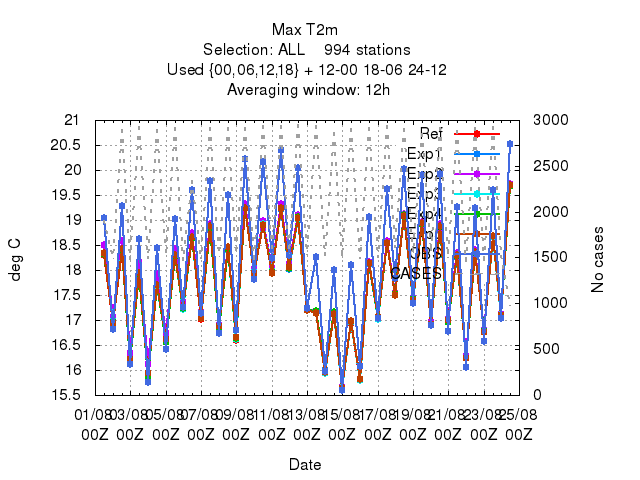 Max T2m
Selection: ALL 994 stations
Used {00,06,12,18} + 12-00 18-06 24-12
Averaging window: 12h
21
20.5
20
19.5
19
18.5
18
17.5
17
16.5
16
15.5
deg C
3000
2500
2000
1500
1000
500
0
No cases
Ref
Exp1
Exp2
Exp3
Exp4
Exp5
OBS
CASES
01/08 03/08 05/08 07/08 09/08 11/08 13/08 15/08 17/08 19/08 21/08 23/08 25/08
00Z 00Z 00Z 00Z 00Z 00Z 00Z 00Z 00Z 00Z 00Z 00Z 00Z
Date